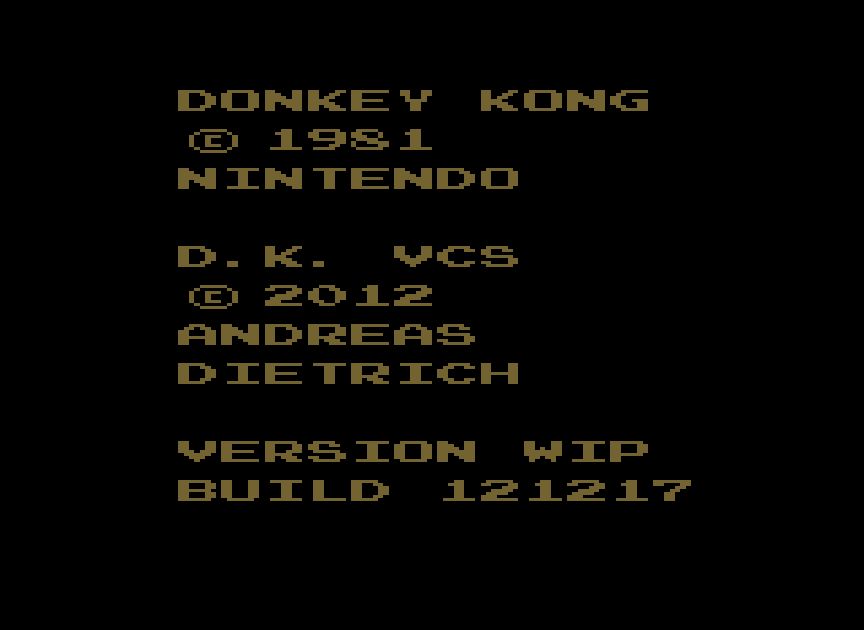 DONKEY KONG
© 1981
NINTENDO
D.K. VCS
© 2012
ANDREAS
DIETRICH
VERSION WIP
BUILD 121217